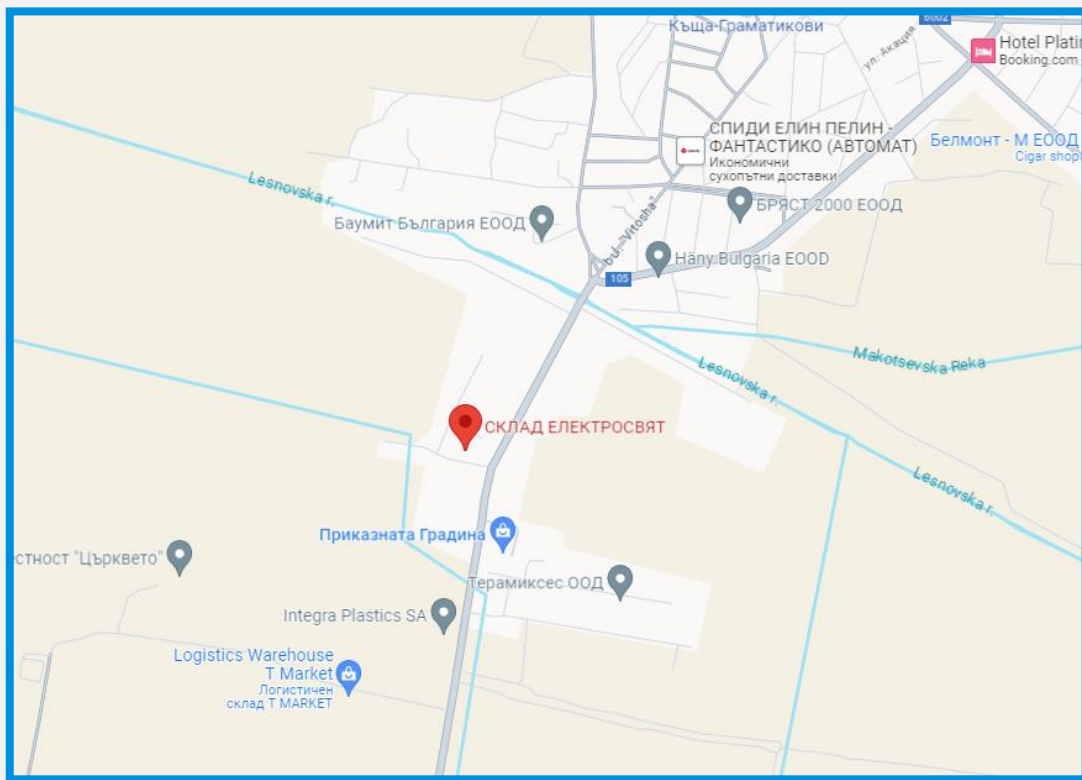 6002
Къща-Граматикови
ул. Акация
Hotel Platin
Booking.com
СПИДИ ЕЛИН ПЕЛИН -
ФАНТАСТИКО (АВТОМАТ)
Икономични
сухопътни доставки
Белмонт - М ЕООД
Cigar shop
Lesnovska r.
БРЯСТ 2000 ЕООД
Баумит България ЕООД
bul. "Vitosha"
Häny Bulgaria EOOD
105
Makotsevska Reka
Lesnovska r.
СКЛАД ЕЛЕКТРОСВЯТ
Lesnovska r.
Приказната Градина
стност "Църквето"
Терамиксес ООД
Integra Plastics SA
Logistics Warehouse
T Market
Логистичен
склад T MARKET